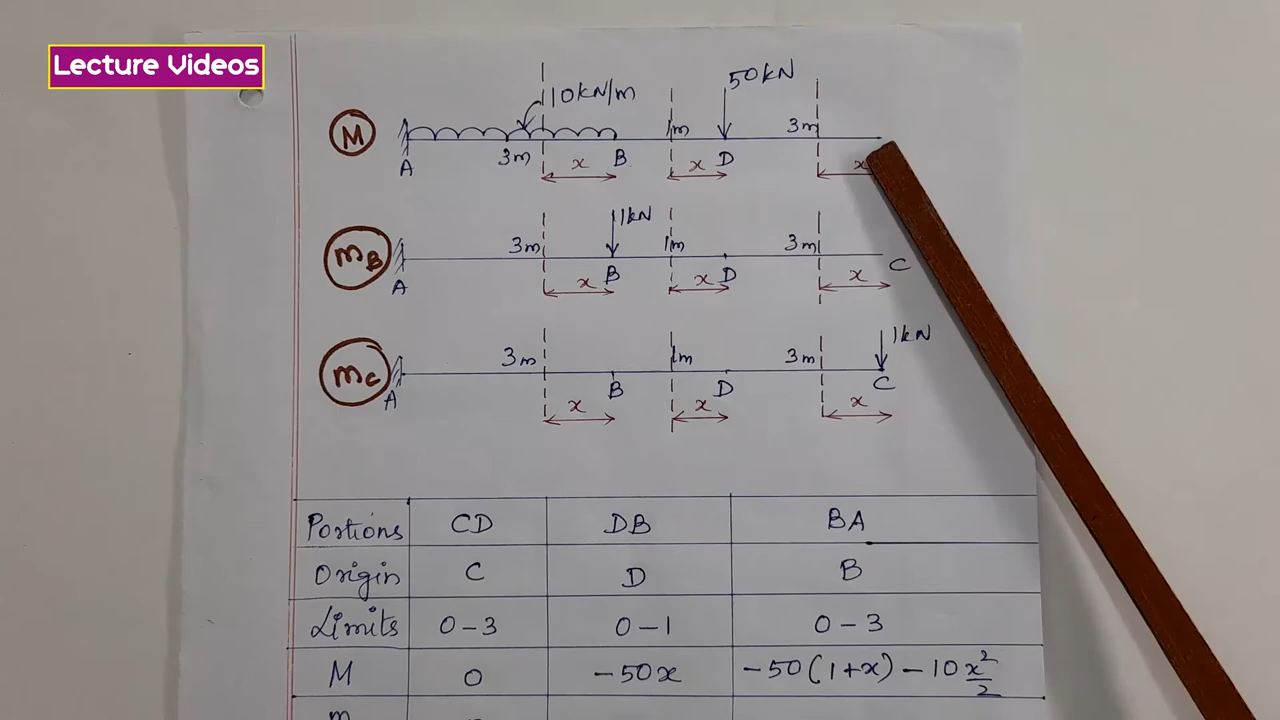 Lecture Videos
50kN
10kN/m
M
3m
1m
3m
A
x
B
x
D
x
1kN
mB
3m
1m
3m
A
x
B
x
D
x
C
1kN
mC
3m
1m
3m
A
x
B
x
D
x
C
Portions CD DB BA
Origin C D B
Limits 0-3 0-1 0-3
M 0 -50x -50(1+x) -10x²/2